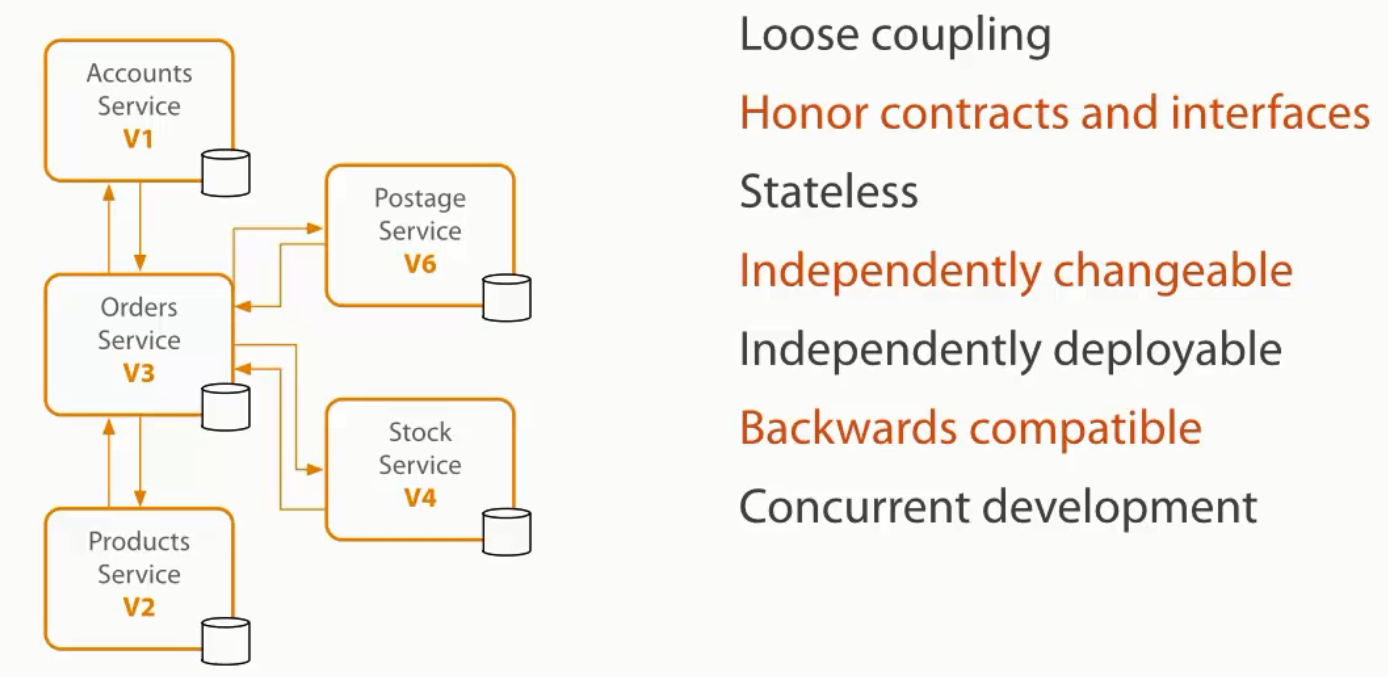 Accounts
Service
V1
Postage
Service
V6
Orders
Service
V3
Stock
Service
V4
Products
Service
V2
Loose coupling
Honor contracts and interfaces
Stateless
Independently changeable
Independently deployable
Backwards compatible
Concurrent development